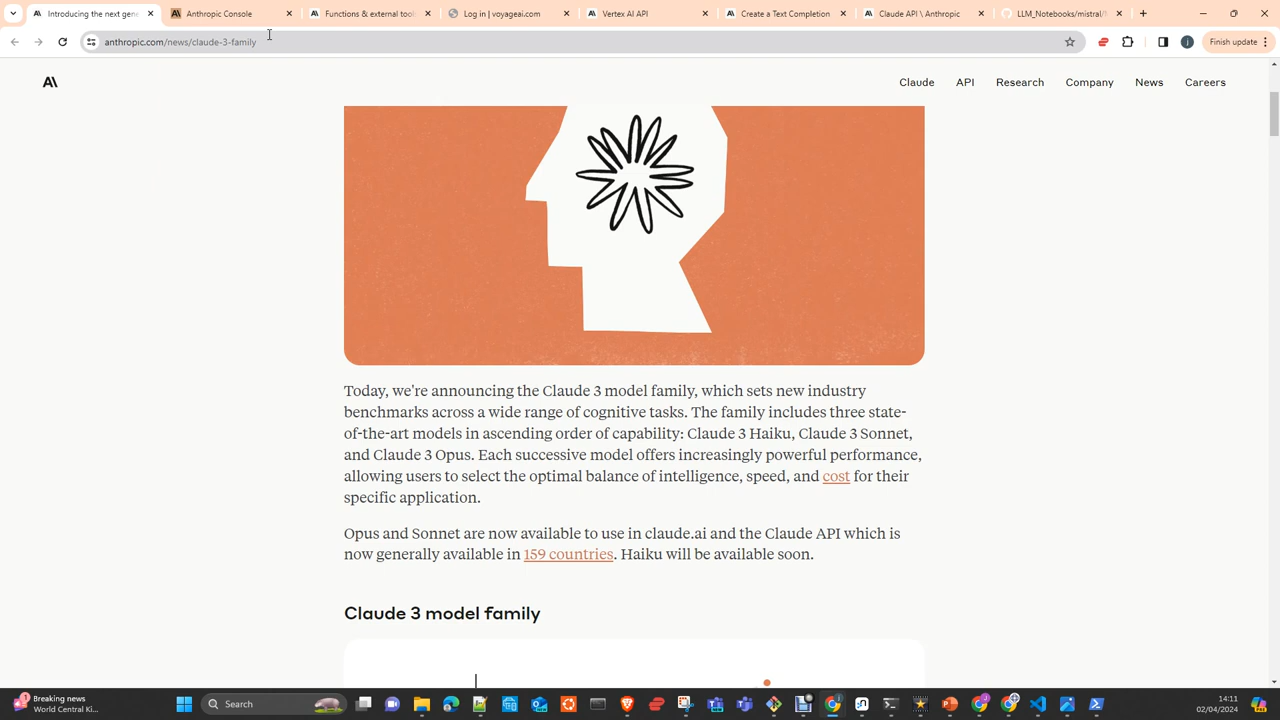 Introducing the next gene
Anthropic Console
Functions & external tool
Log in | voyageai.com
Vertex AI API
Create a Text Completion
Claude API \ Anthropic
LLM_Notebooks/mistral/
anthropic.com/news/claude-3-family
Finish update
Claude
API
Research
Company
News
Careers
Today, we're announcing the Claude 3 model family, which sets new industry
benchmarks across a wide range of cognitive tasks. The family includes three state-
of-the-art models in ascending order of capability: Claude 3 Haiku, Claude 3 Sonnet,
and Claude 3 Opus. Each successive model offers increasingly powerful performance,
allowing users to select the optimal balance of intelligence, speed, and cost for their
specific application.
Opus and Sonnet are now available to use in claude.ai and the Claude API which is
now generally available in 159 countries. Haiku will be available soon.
Claude 3 model family
Breaking news
World Central Ki...
Search
14:11
02/04/2024